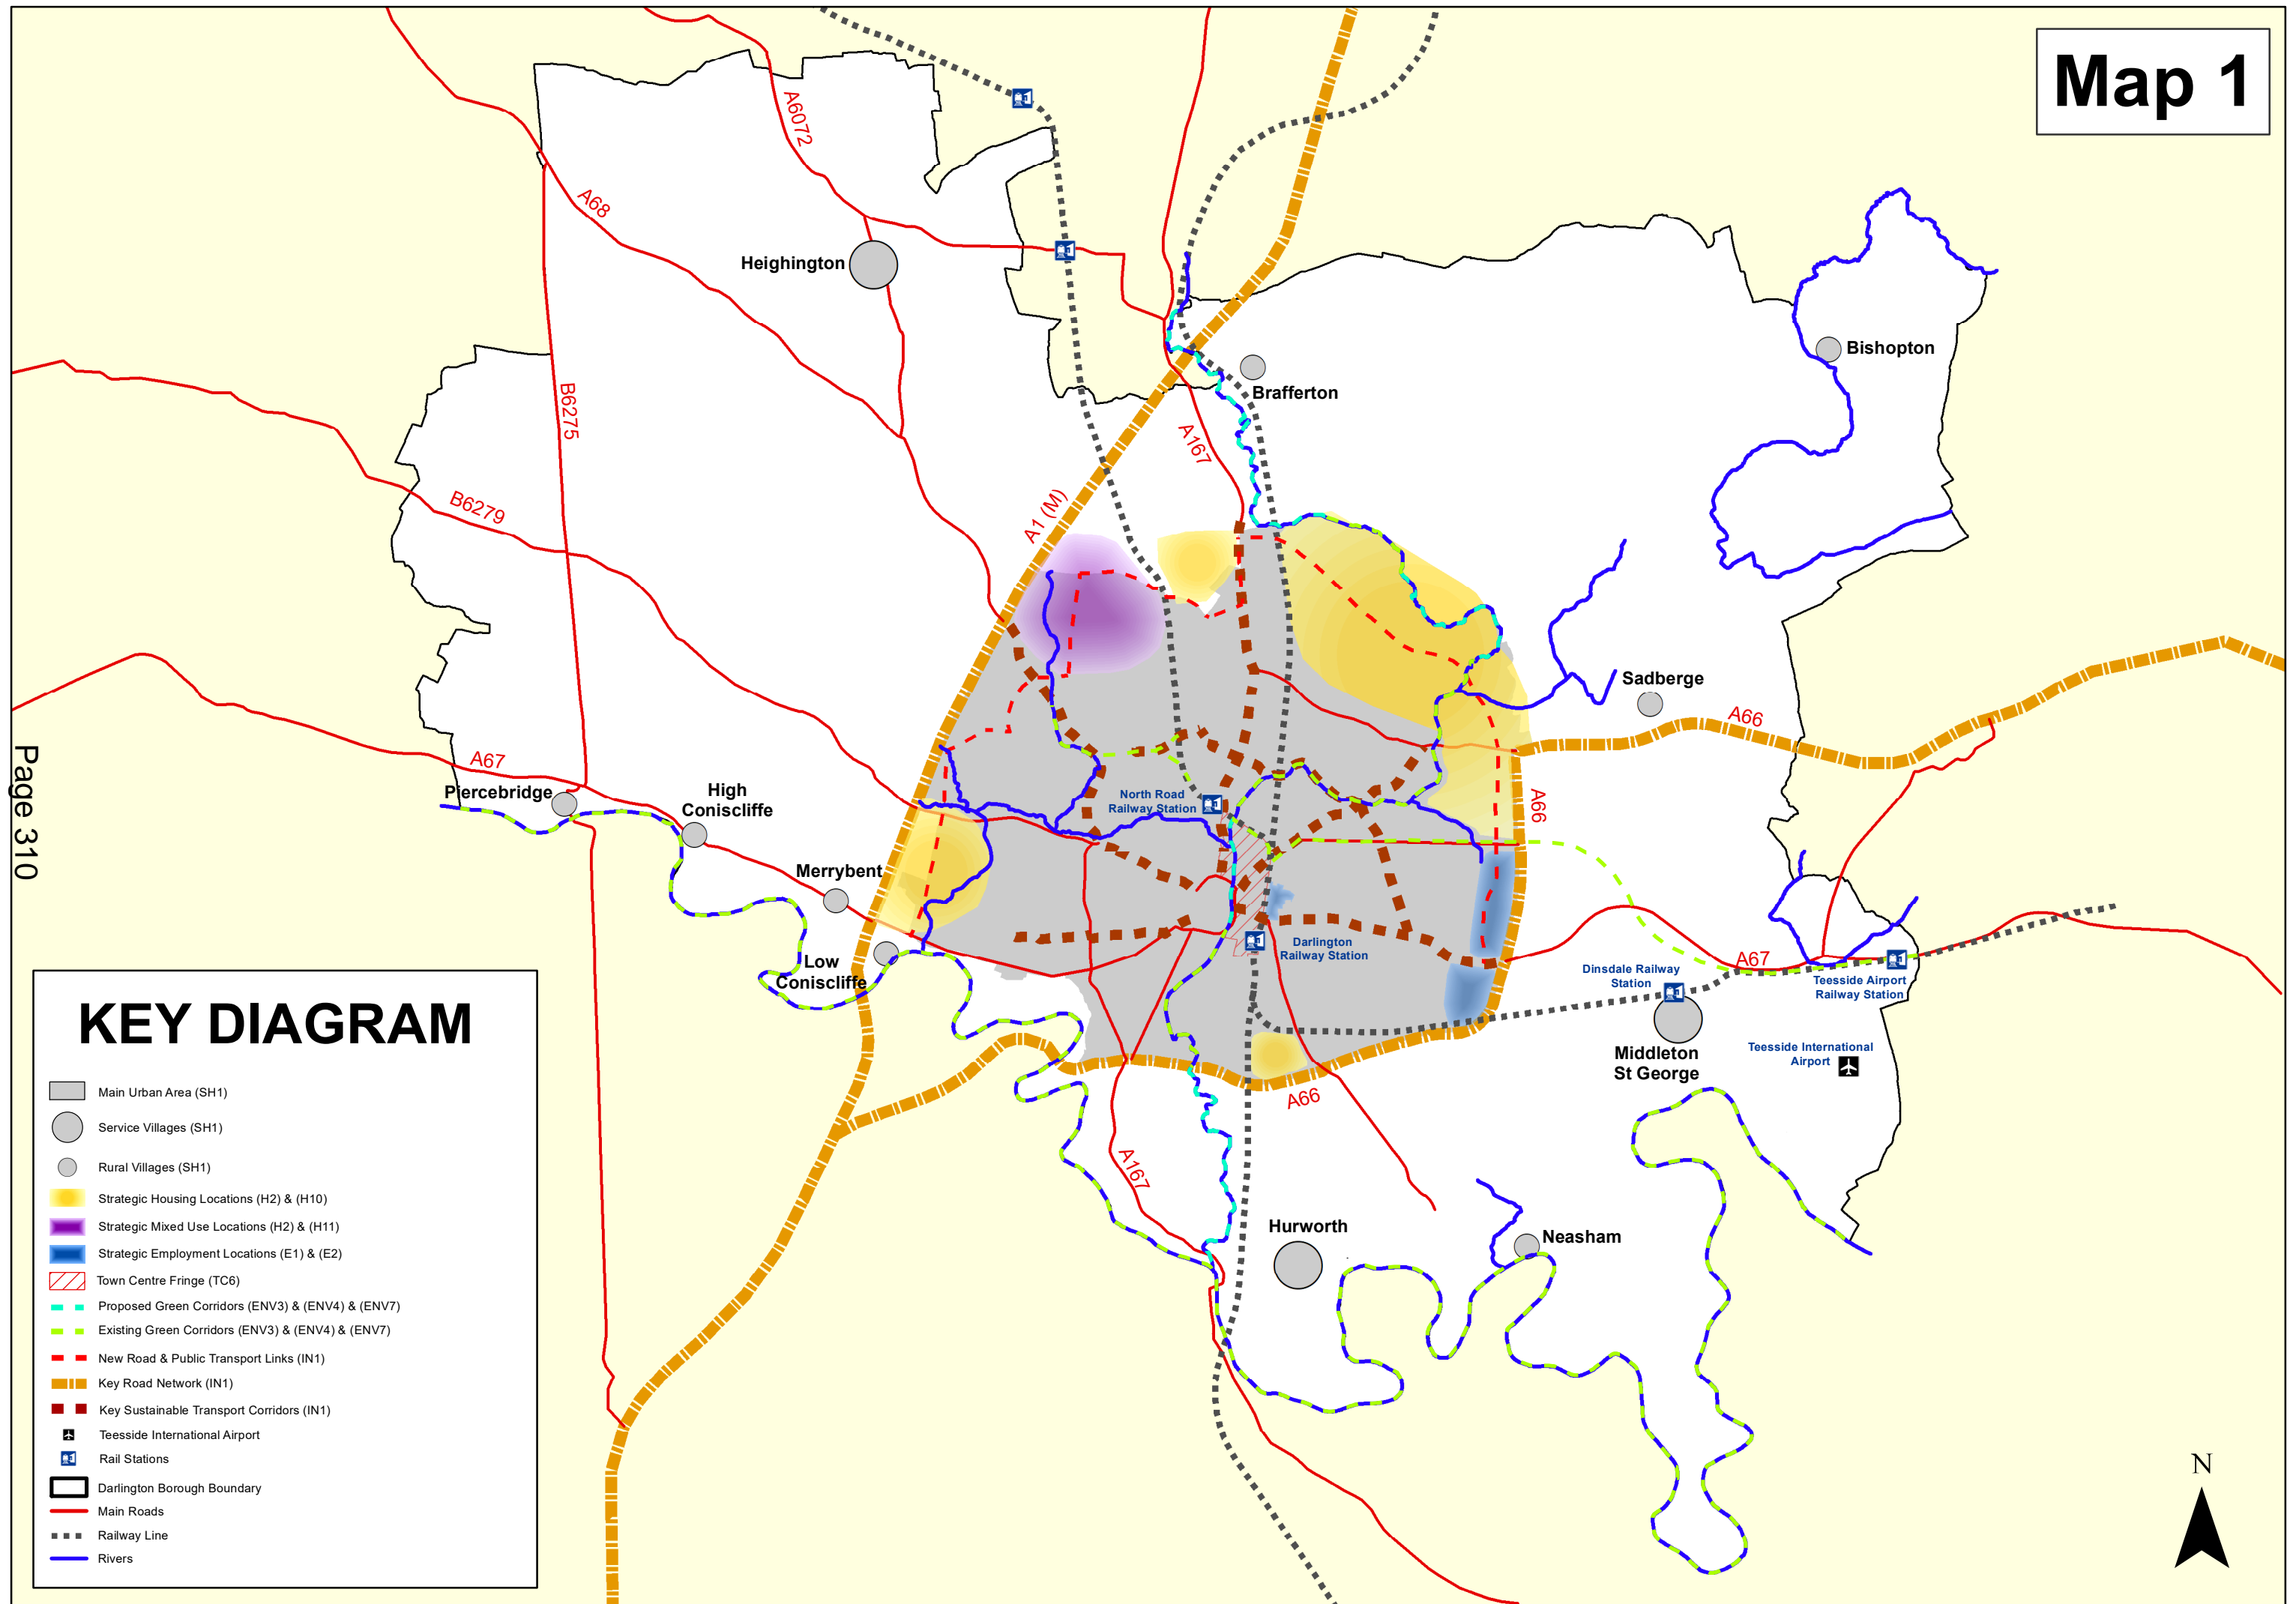 Map 1
A6072
A68
Heighington
B6275
Bishopton
Brafferton
A167
B6279
A1 (M)
Sadberge
A66
Page 310
A67
Piercebridge
High
Coniscliffe
North Road
Railway Station
A66
Merrybent
Low
Coniscliffe
Darlington
Railway Station
Dinsdale Railway
Station
A67
Teesside Airport
Railway Station
Middleton
St George
Teesside International
Airport
A66
A167
Hurworth
Neasham
KEY DIAGRAM
Main Urban Area (SH1)
Service Villages (SH1)
Rural Villages (SH1)
Strategic Housing Locations (H2) & (H10)
Strategic Mixed Use Locations (H2) & (H11)
Strategic Employment Locations (E1) & (E2)
Town Centre Fringe (TC6)
Proposed Green Corridors (ENV3) & (ENV4) & (ENV7)
Existing Green Corridors (ENV3) & (ENV4) & (ENV7)
New Road & Public Transport Links (IN1)
Key Road Network (IN1)
Key Sustainable Transport Corridors (IN1)
Teesside International Airport
Rail Stations
Darlington Borough Boundary
Main Roads
Railway Line
Rivers
N